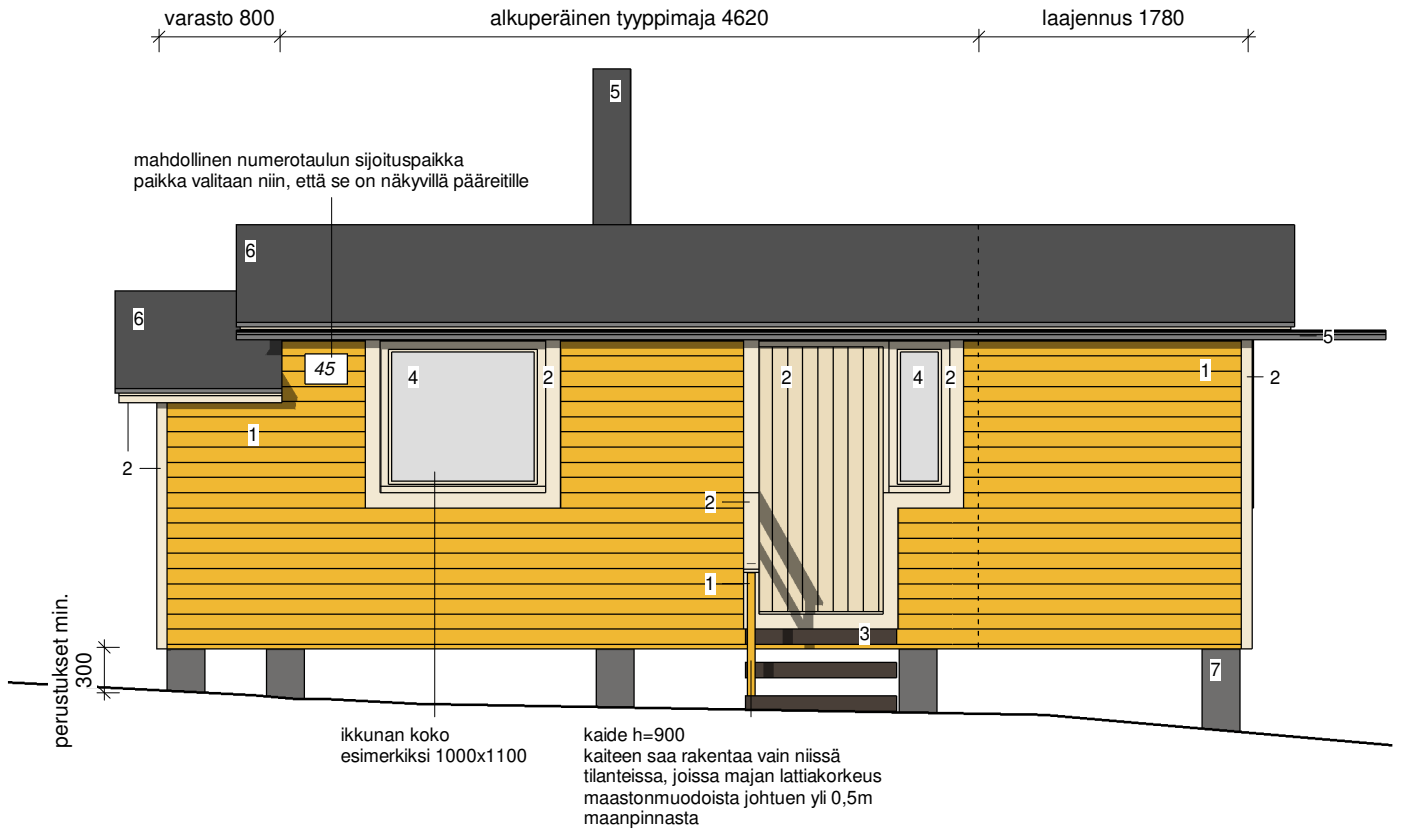 varasto 800
alkuperäinen tyyppimaja 4620
laajennus 1780
5
mahdollinen numerotaulun sijoituspaikka
paikka valitaan niin, että se on näkyvillä pääreitille
6
6
5
45
4
2
2
4
2
1
2
1
2
2
1
3
perustukset min.
300
7
ikkunan koko
esimerkiksi 1000x1100
kaide h=900
kaiteen saa rakentaa vain niissä
tilanteissa, joissa majan lattiakorkeus
maastonmuodoista johtuen yli 0,5m
maanpinnasta